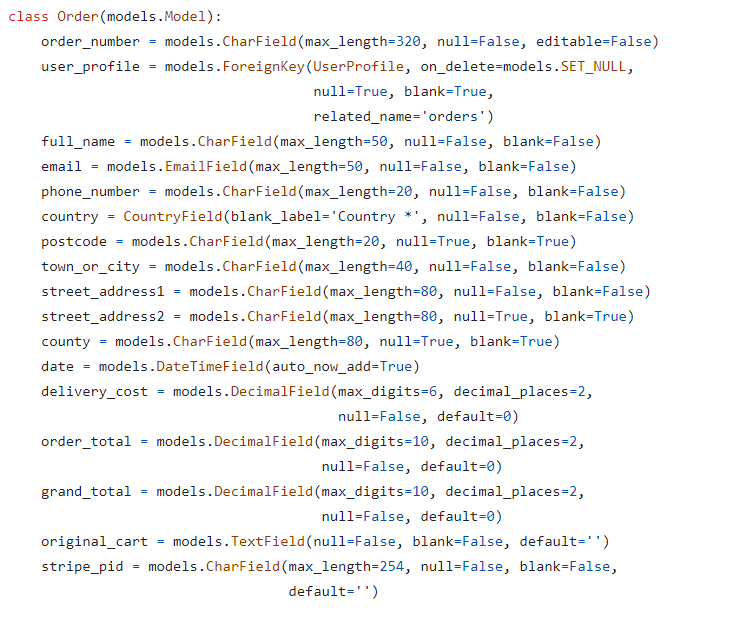 class Order(models.Model):
    order_number = models.CharField(max_length=320, null=False, editable=False)
    user_profile = models.ForeignKey(UserProfile, on_delete=models.SET_NULL,
                                     null=True, blank=True,
                                     related_name='orders')
    full_name = models.CharField(max_length=50, null=False, blank=False)
    email = models.EmailField(max_length=50, null=False, blank=False)
    phone_number = models.CharField(max_length=20, null=False, blank=False)
    country = CountryField(blank_label='Country *', null=False, blank=False)
    postcode = models.CharField(max_length=20, null=True, blank=True)
    town_or_city = models.CharField(max_length=40, null=False, blank=False)
    street_address1 = models.CharField(max_length=80, null=False, blank=False)
    street_address2 = models.CharField(max_length=80, null=True, blank=True)
    county = models.CharField(max_length=80, null=True, blank=True)
    date = models.DateTimeField(auto_now_add=True)
    delivery_cost = models.DecimalField(max_digits=6, decimal_places=2,
                                        null=False, default=0)
    order_total = models.DecimalField(max_digits=10, decimal_places=2,
                                      null=False, default=0)
    grand_total = models.DecimalField(max_digits=10, decimal_places=2,
                                      null=False, default=0)
    original_cart = models.TextField(null=False, blank=False, default='')
    stripe_pid = models.CharField(max_length=254, null=False, blank=False,
                                  default='')